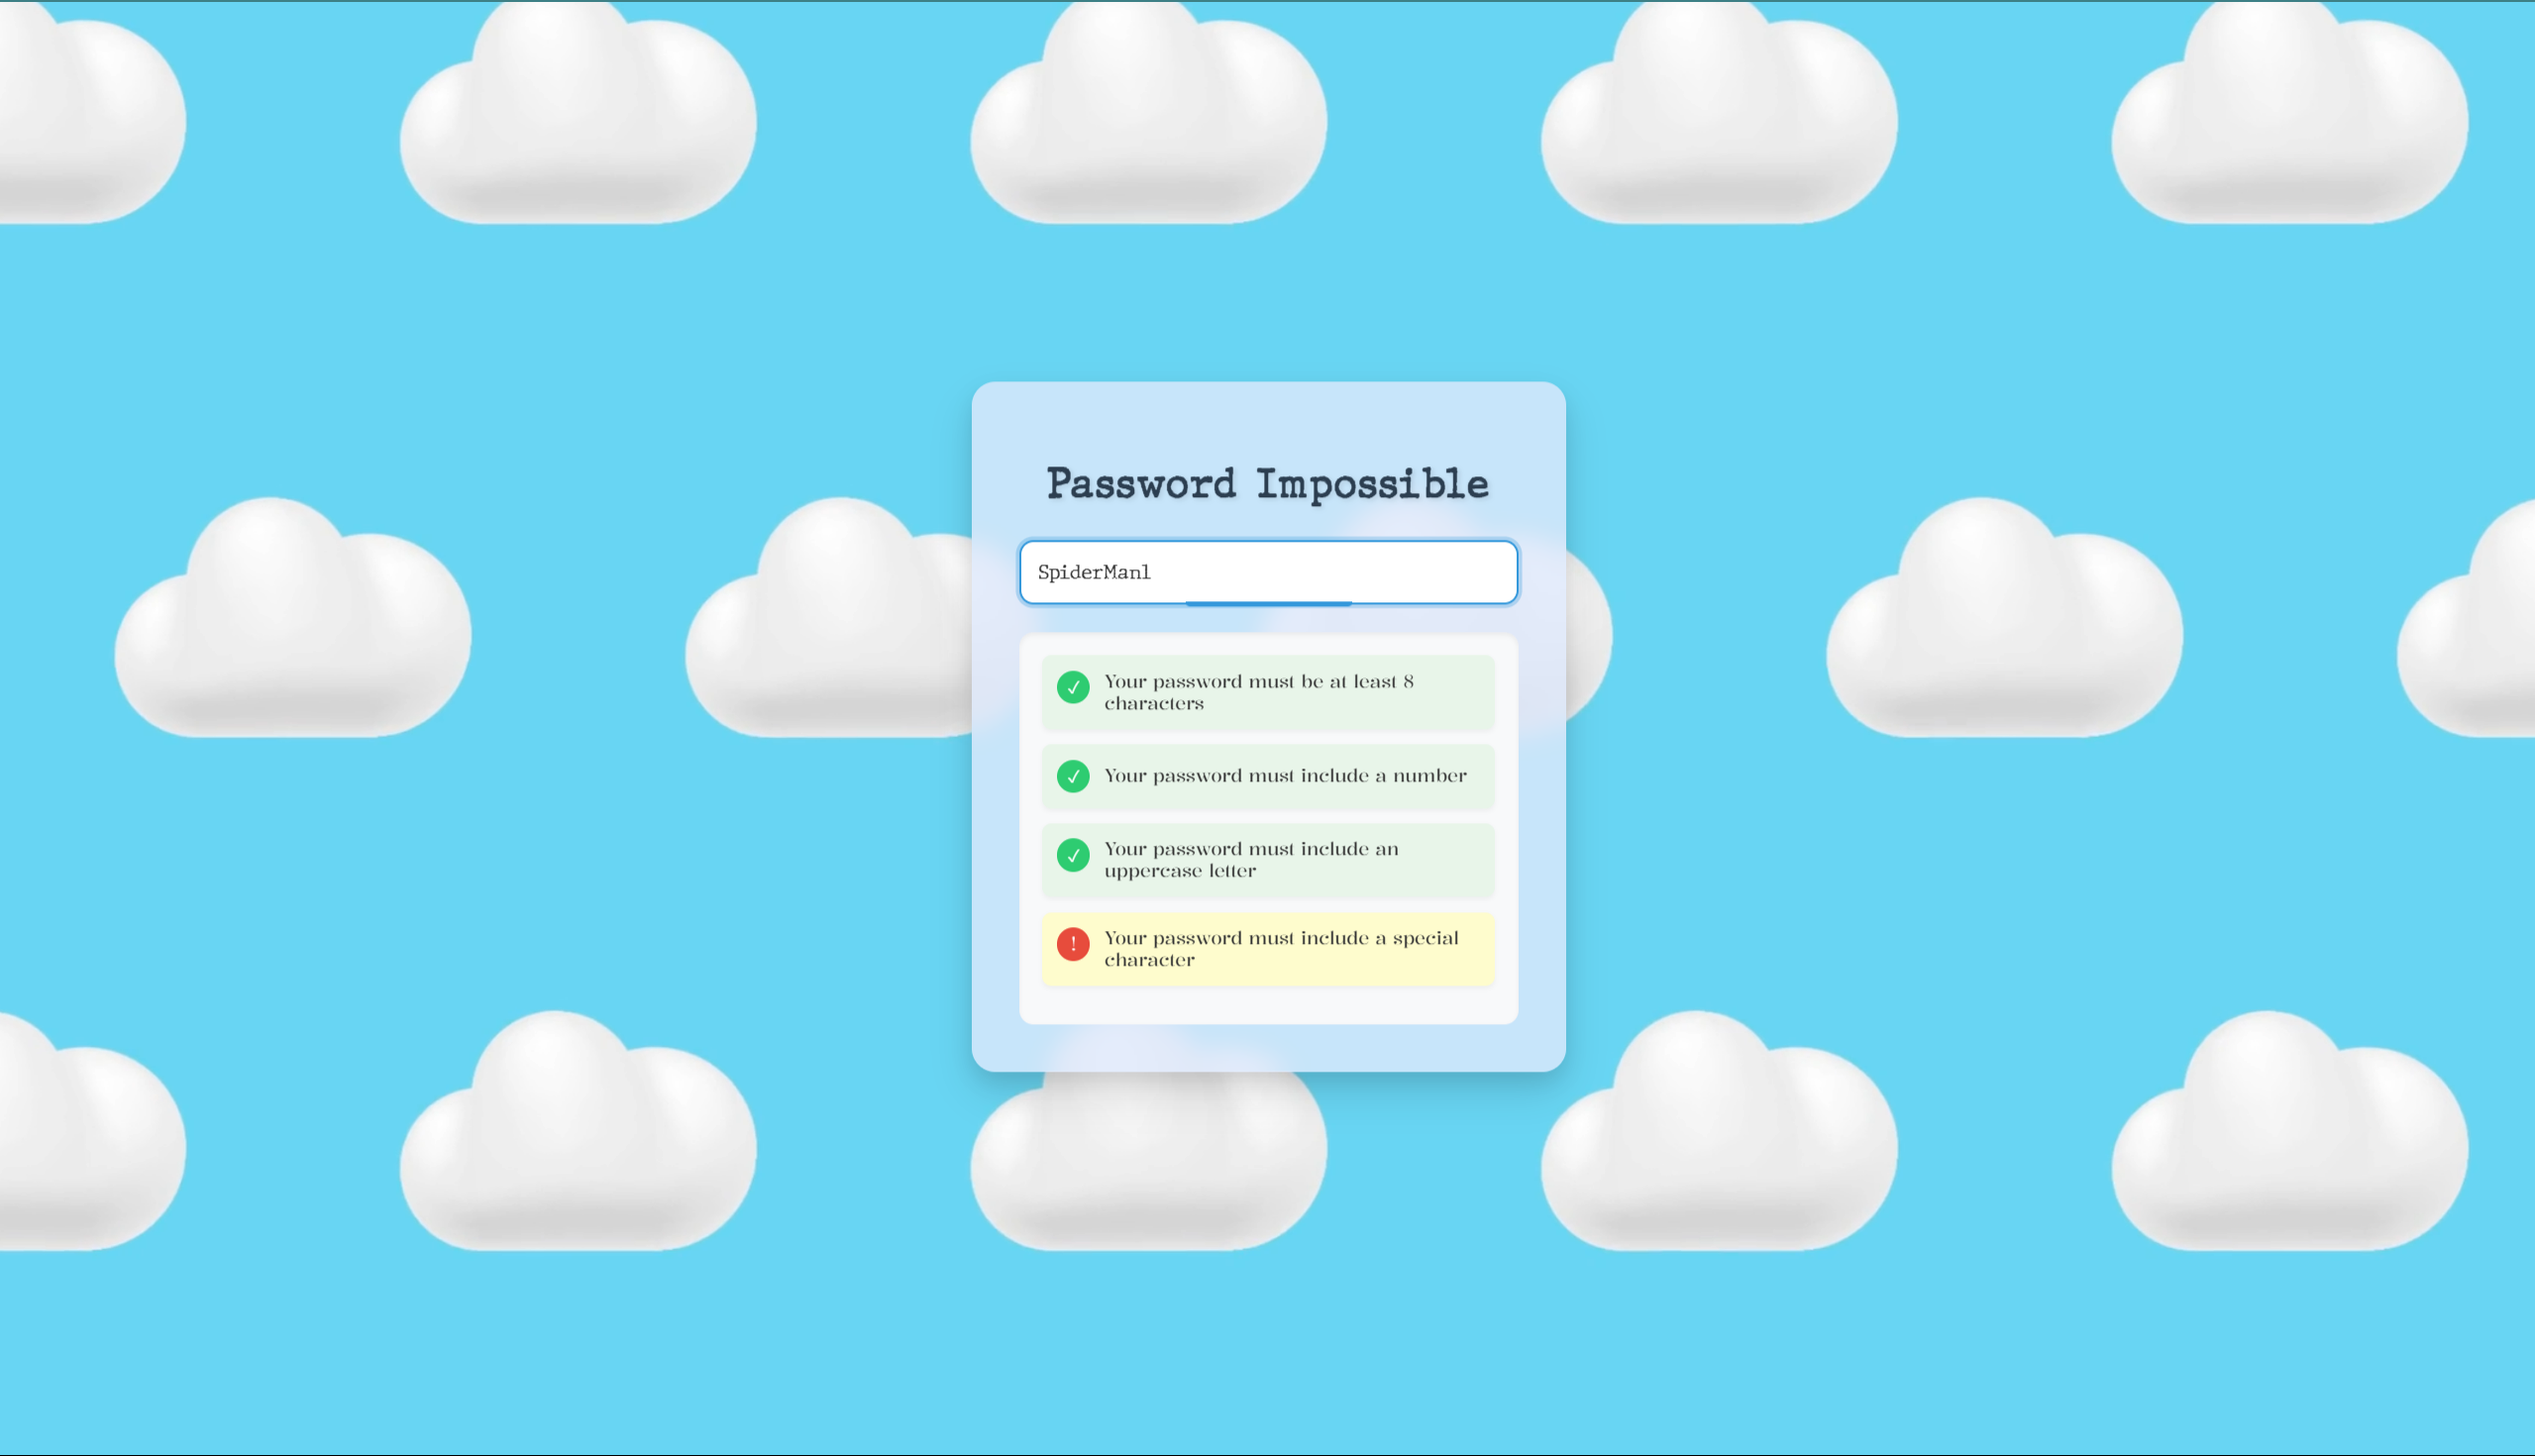 Password Impossible
SpiderMan1
✓ Your password must be at least 8
characters
✓ Your password must include a number
✓ Your password must include an
uppercase letter
! Your password must include a special
character